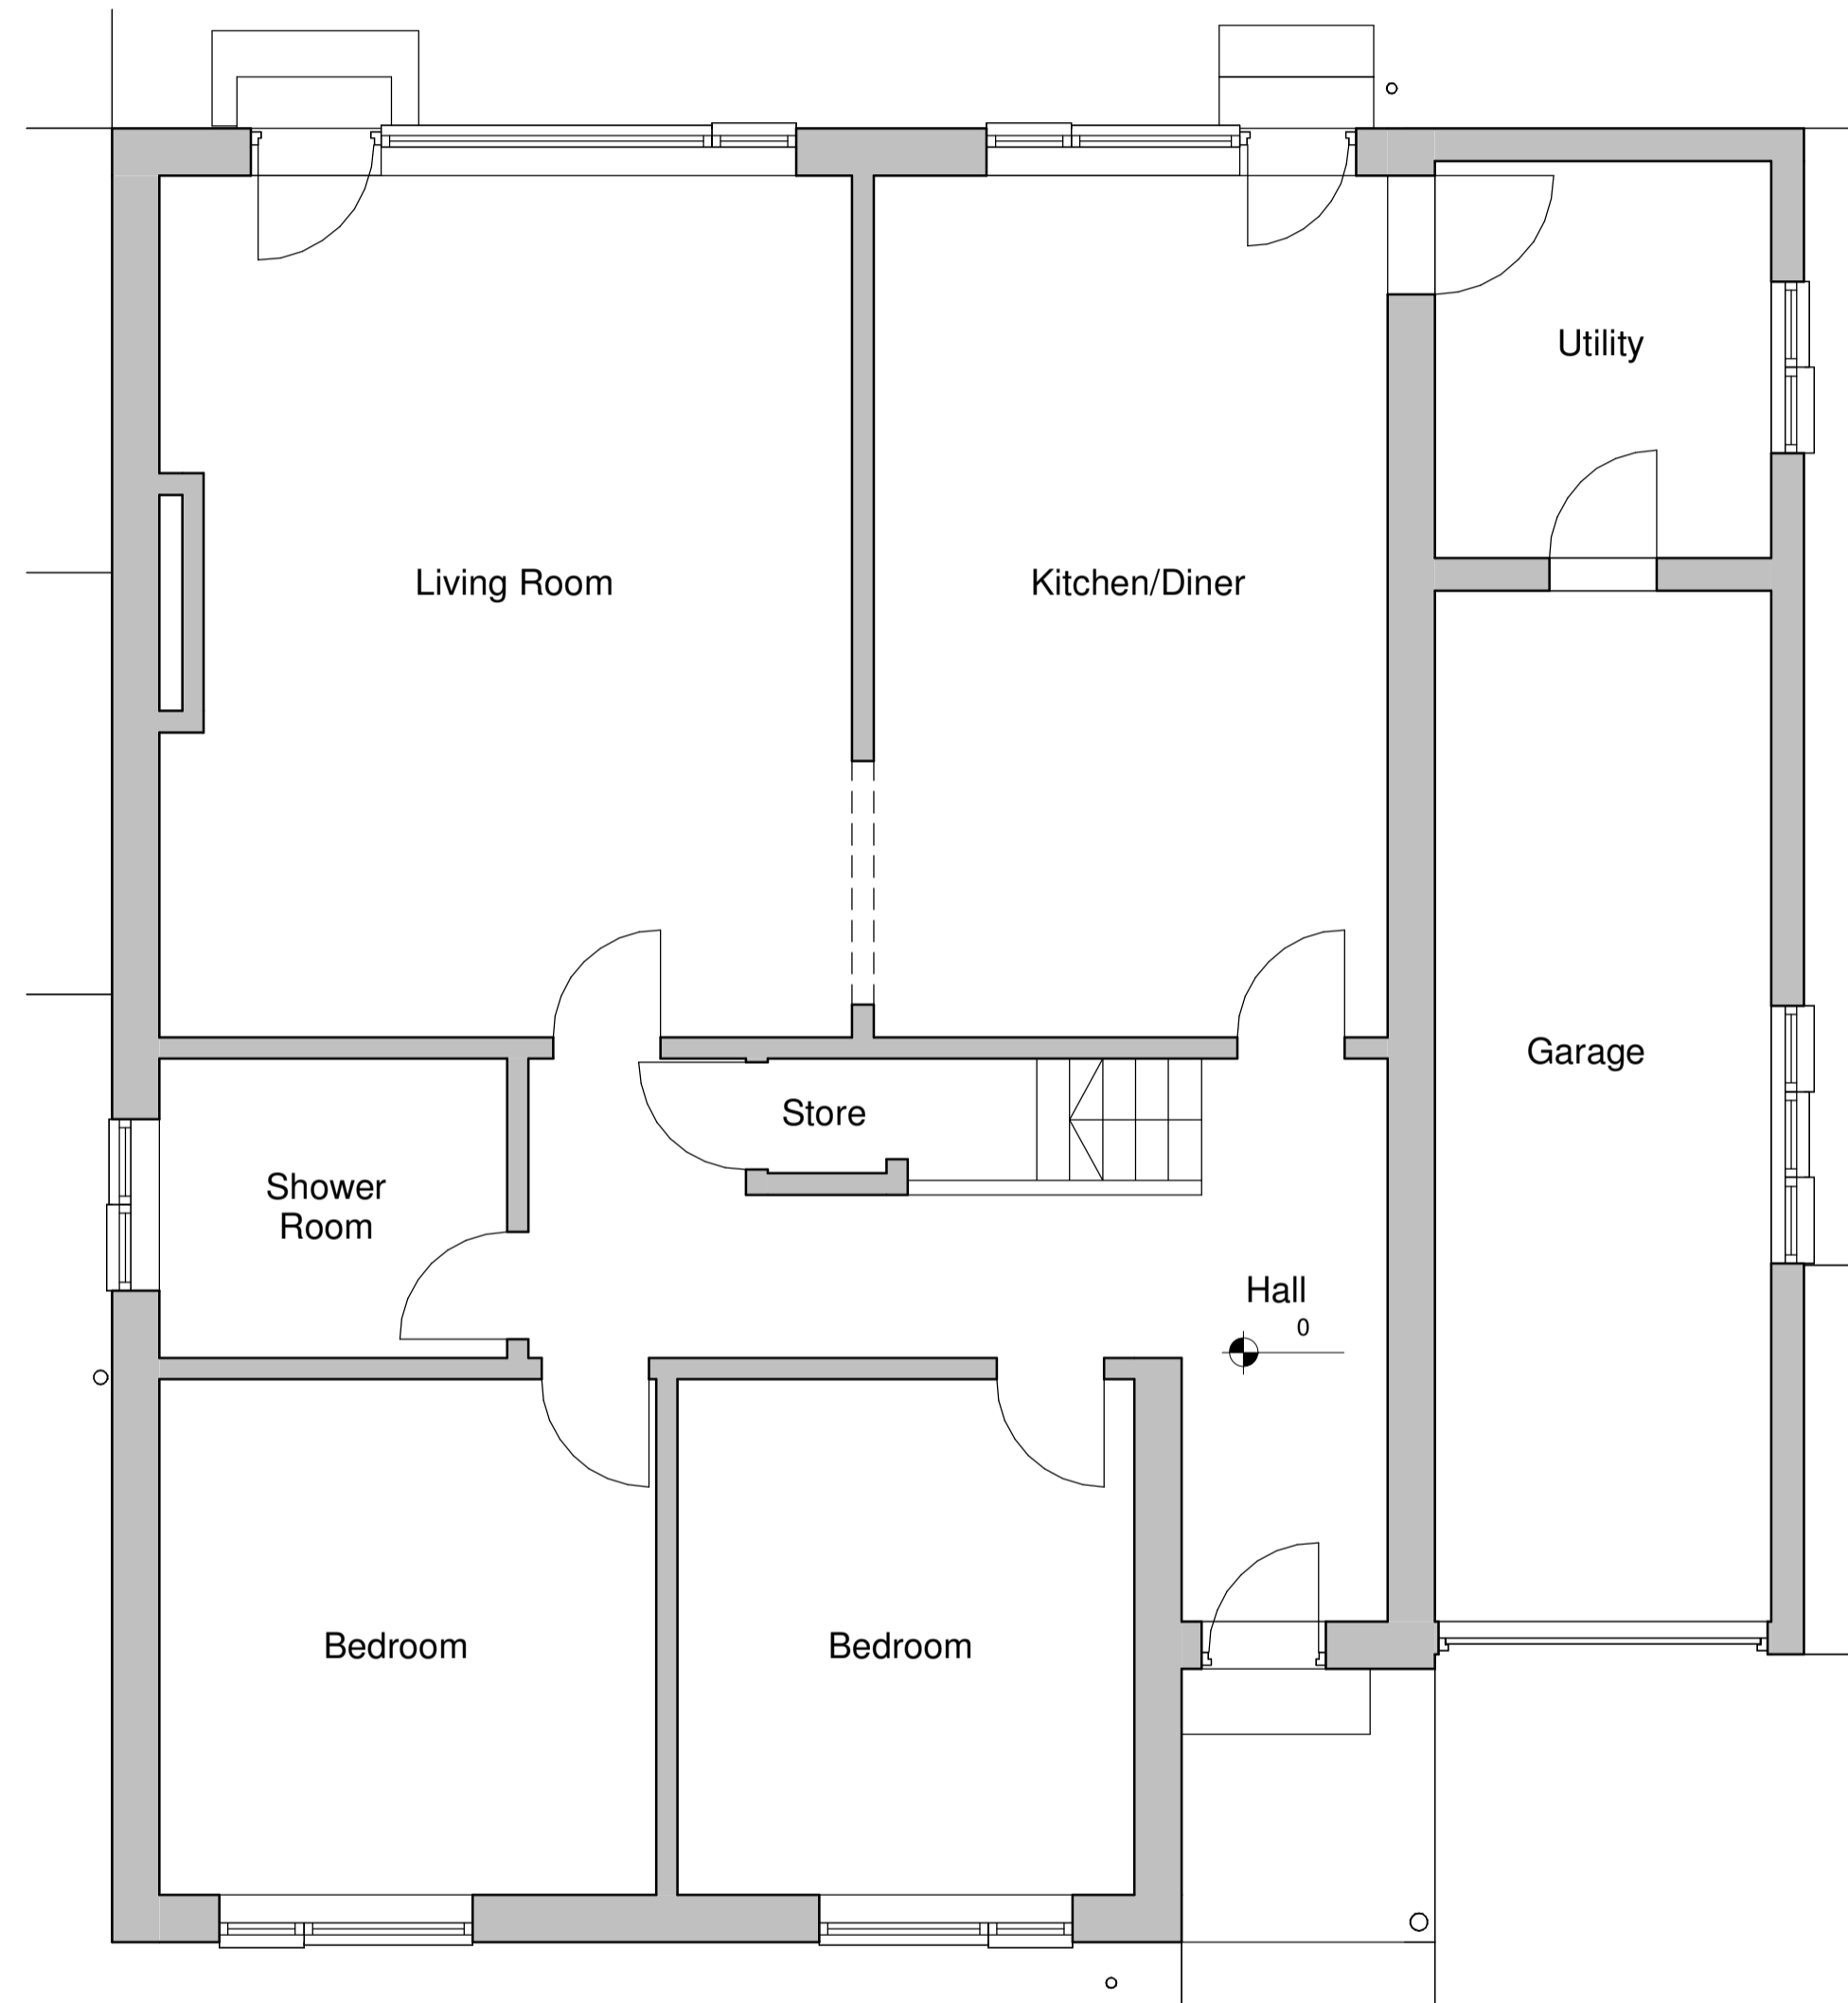 Utility
Living Room
Kitchen/Diner
Garage
Store
Shower
Room
Hall
0
Bedroom
Bedroom